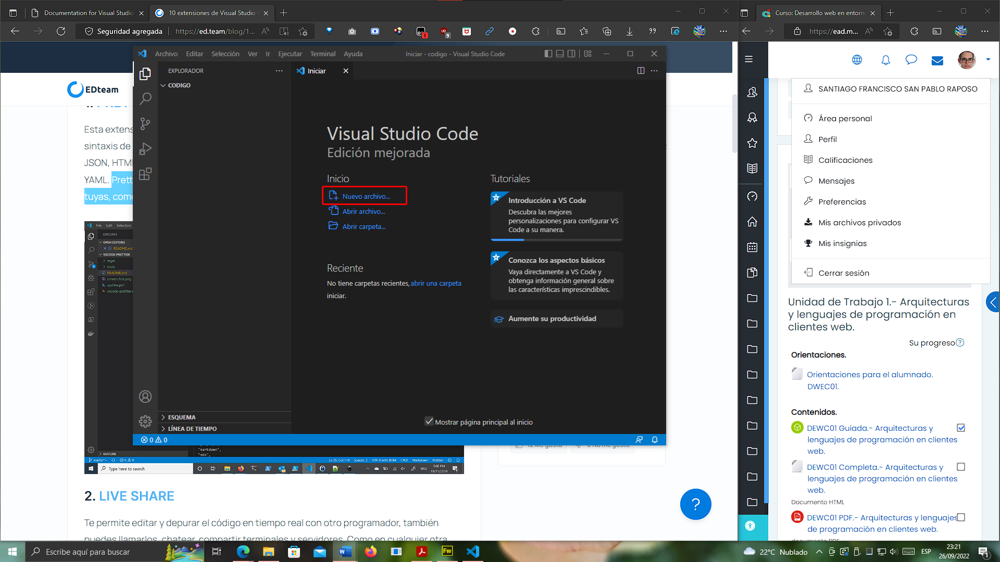 Documentation for Visual Studio
10 extensiones de Visual Studio C
Seguridad agregada
https://ed.team/blog/1...
EDteam
Esta extens
sintaxis de
JSON, HTM
YAML. Prett
tuyas, como
File Edit Selection
EXPLORER
OPEN EDITORS
README.md
VSCODE-PRETTIER
legal
tools
README.md
screenshot.png
update.ps1
vscode-prettier.
OUTLINE
"markdown",
"mdx",
master*+
0 9
Ln 26, Col 114 Spaces: 2 UTF-8 with BOM CRLF Markdown Prettier
Type here to search
ENG
3:00 PM
19/11/2019
2. LIVE SHARE
Te permite editar y depurar el código en tiempo real con otro programador, también
puedes llamarlos, chatear, compartir terminales y servidores. Como en cualquier otra
12 Me gusta
0 No me gusta
?
Archivo Editar Selección Ver Ir Ejecutar Terminal Ayuda
Iniciar - codigo - Visual Studio Code
EXPLORADOR
CODIGO
ESQUEMA
LÍNEA DE TIEMPO
0 0
Iniciar
Visual Studio Code
Edición mejorada
Inicio
Nuevo archivo...
Abrir archivo...
Abrir carpeta...
Reciente
No tiene carpetas recientes, abrir una carpeta
iniciar.
Tutoriales
Introducción a VS Code
Descubra las mejores
personalizaciones para configurar VS
Code a su manera.
Conozca los aspectos básicos
Vaya directamente a VS Code y
obtenga información general sobre
las características imprescindibles.
Aumente su productividad
Mostrar página principal al inicio
Curso: Desarrollo web en entorn
https://ead.m...
SANTIAGO FRANCISCO SAN PABLO RAPOSO
Área personal
Perfil
Calificaciones
Mensajes
Preferencias
Mis archivos privados
Mis insignias
Cerrar sesión
Unidad de Trabajo 1.- Arquitecturas
y lenguajes de programación en
clientes web.
Su progreso
Orientaciones.
Orientaciones para el alumnado.
DWEC01.
Contenidos.
DEWC01 Guiada.- Arquitecturas y
lenguajes de programación en clientes
web.
DEWC01 Completa.- Arquitecturas y
lenguajes de programación en clientes
web.
Documento HTML
DEWC01 PDF.- Arquitecturas y lenguajes
de programación en clientes web.
Escribe aquí para buscar
22°C Nublado
ESP
23:21
26/09/2022
1